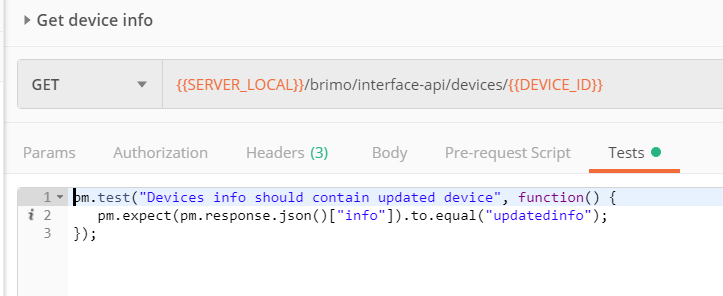 Get device info
GET {{SERVER_LOCAL}}/brimo/interface-api/devices/{{DEVICE_ID}}
Params Authorization Headers (3) Body Pre-request Script Tests
1 pm.test("Devices info should contain updated device", function() {
i 2 pm.expect(pm.response.json()["info"]).to.equal("updatedinfo");
3 });